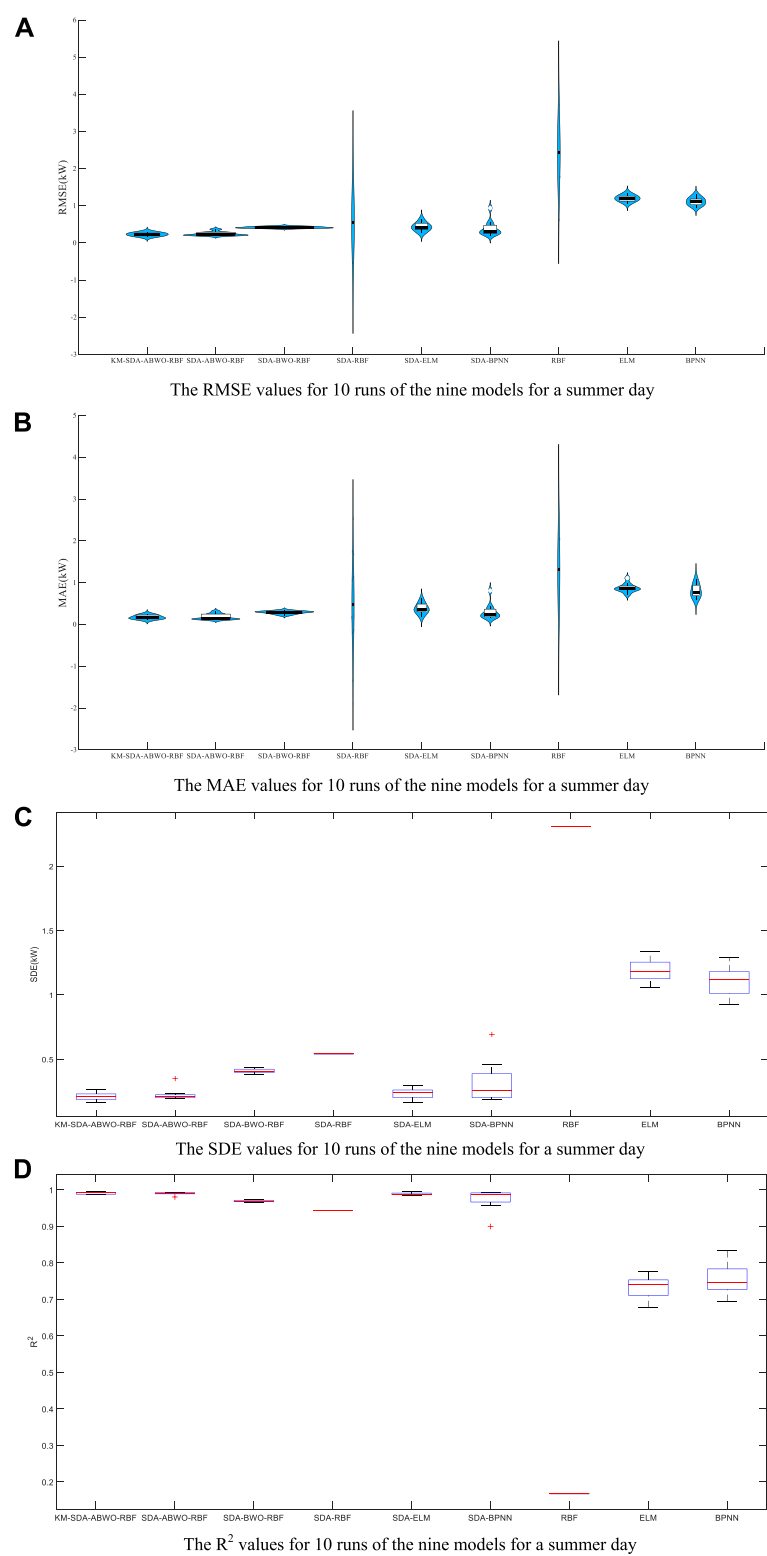 A
6
5
4
3
2
1
0
-1
-2
-3
RMSE(kW)
KM-SDA-ABWO-RBF SDA-ABWO-RBF SDA-BWO-RBF SDA-RBF SDA-ELM SDA-BPNN RBF ELM BPNN
The RMSE values for 10 runs of the nine models for a summer day
B
5
4
3
2
1
0
-1
-2
-3
MAE(kW)
KM-SDA-ABWO-RBF SDA-ABWO-RBF SDA-BWO-RBF SDA-RBF SDA-ELM SDA-BPNN RBF ELM BPNN
The MAE values for 10 runs of the nine models for a summer day
C
2
1.5
1
0.5
SDE(kW)
KM-SDA-ABWO-RBF SDA-ABWO-RBF SDA-BWO-RBF SDA-RBF SDA-ELM SDA-BPNN RBF ELM BPNN
The SDE values for 10 runs of the nine models for a summer day
D
1
0.9
0.8
0.7
0.6
0.5
0.4
0.3
0.2
R²
KM-SDA-ABWO-RBF SDA-ABWO-RBF SDA-BWO-RBF SDA-RBF SDA-ELM SDA-BPNN RBF ELM BPNN
The R² values for 10 runs of the nine models for a summer day